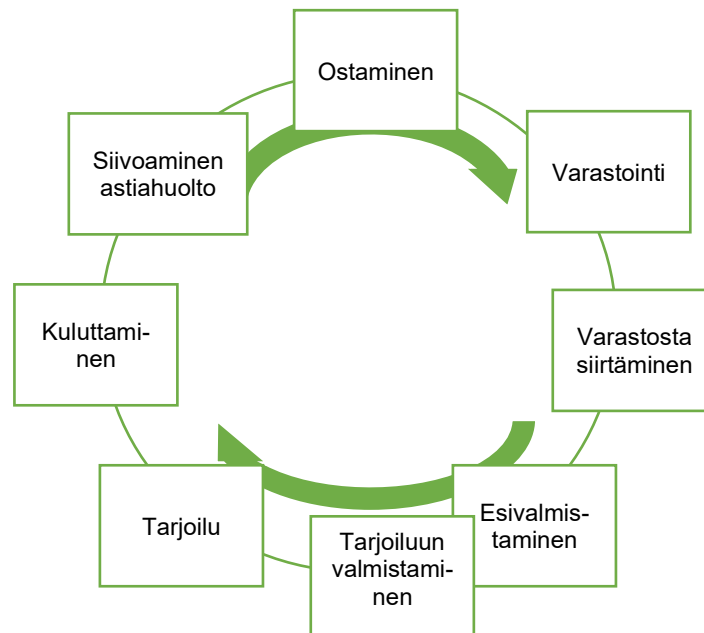 Ostaminen
Varastointi
Varastosta
siirtäminen
Esivalmis-
taminen
Tarjoiluun
valmistami-
nen
Tarjoilu
Kuluttami-
nen
Siivoaminen
astiahuolto